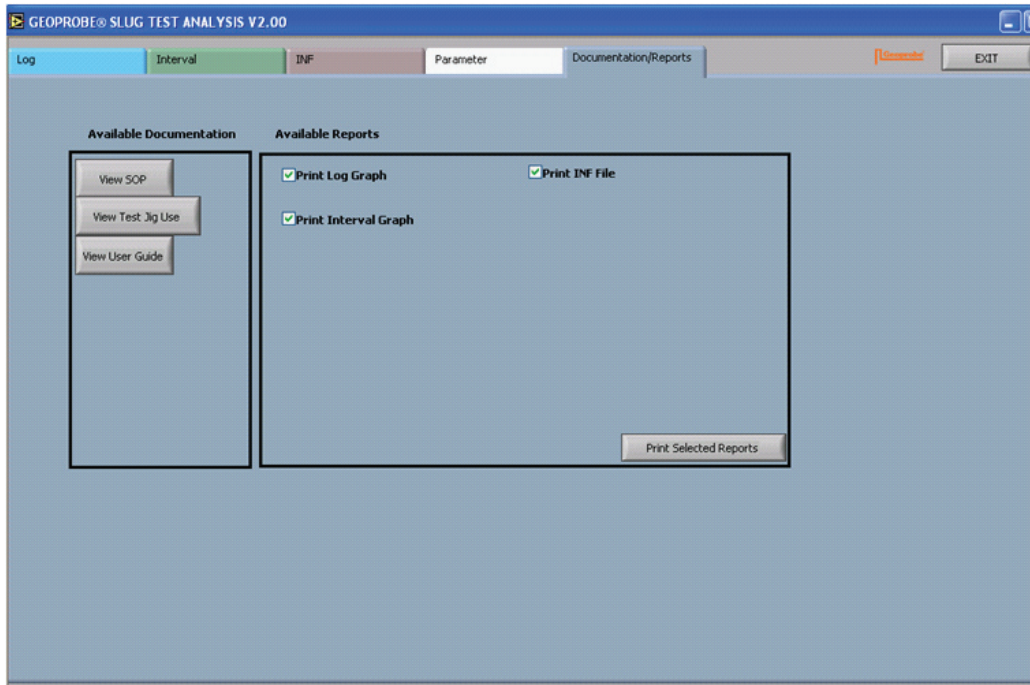 GEOPROBE® SLUG TEST ANALYSIS V2.00
Log
Interval
INF
Parameter
Documentation/Reports
Geoprobe
EXIT
Available Documentation
Available Reports
View SOP
View Test Jig Use
View User Guide
Print Log Graph
Print INF File
Print Interval Graph
Print Selected Reports